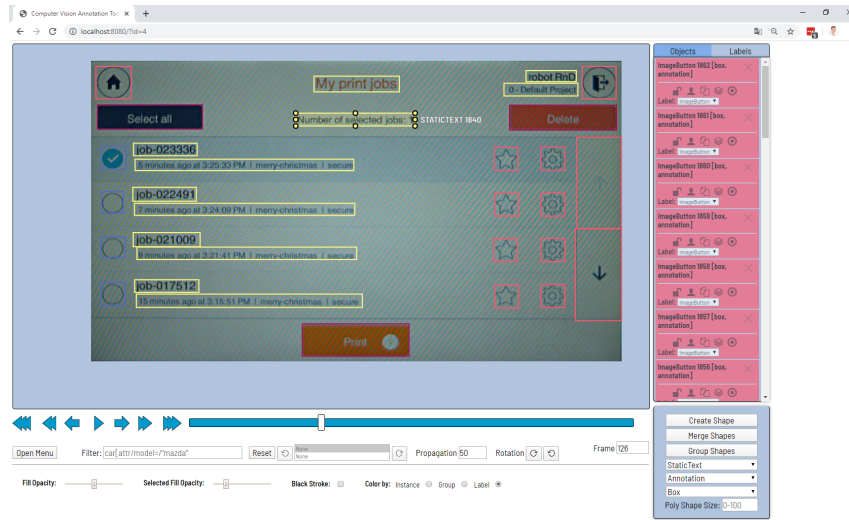 Computer Vision Annotation Too
localhost:8080/?id=4
My print jobs
robot RnD
0 - Default Project
Select all
Number of selected jobs: 1
STATICTEXT 1840
Delete
job-023336
5 minutes ago at 3:25:33 PM | merry-christmas | secure
job-022491
7 minutes ago at 3:24:09 PM | merry-christmas | secure
job-021009
9 minutes ago at 3:21:41 PM | merry-christmas | secure
job-017512
15 minutes ago at 3:15:51 PM | merry-christmas | secure
Print
Objects Labels
ImageButton 1862 [box, annotation]
Label: ImageButton
ImageButton 1861 [box, annotation]
Label: ImageButton
ImageButton 1860 [box, annotation]
Label: ImageButton
ImageButton 1859 [box, annotation]
Label: ImageButton
ImageButton 1858 [box, annotation]
Label: ImageButton
ImageButton 1857 [box, annotation]
Label: ImageButton
ImageButton 1856 [box, annotation]
Label: ImageButton
Create Shape
Merge Shapes
Group Shapes
StaticText
Annotation
Box
Poly Shape Size: 0-100
Open Menu
Filter: car[attr/model=/"mazda"
Reset
None
None
Propagation 50
Rotation
Frame 126
Fill Opacity:
Selected Fill Opacity:
Black Stroke:
Color by: Instance Group Label